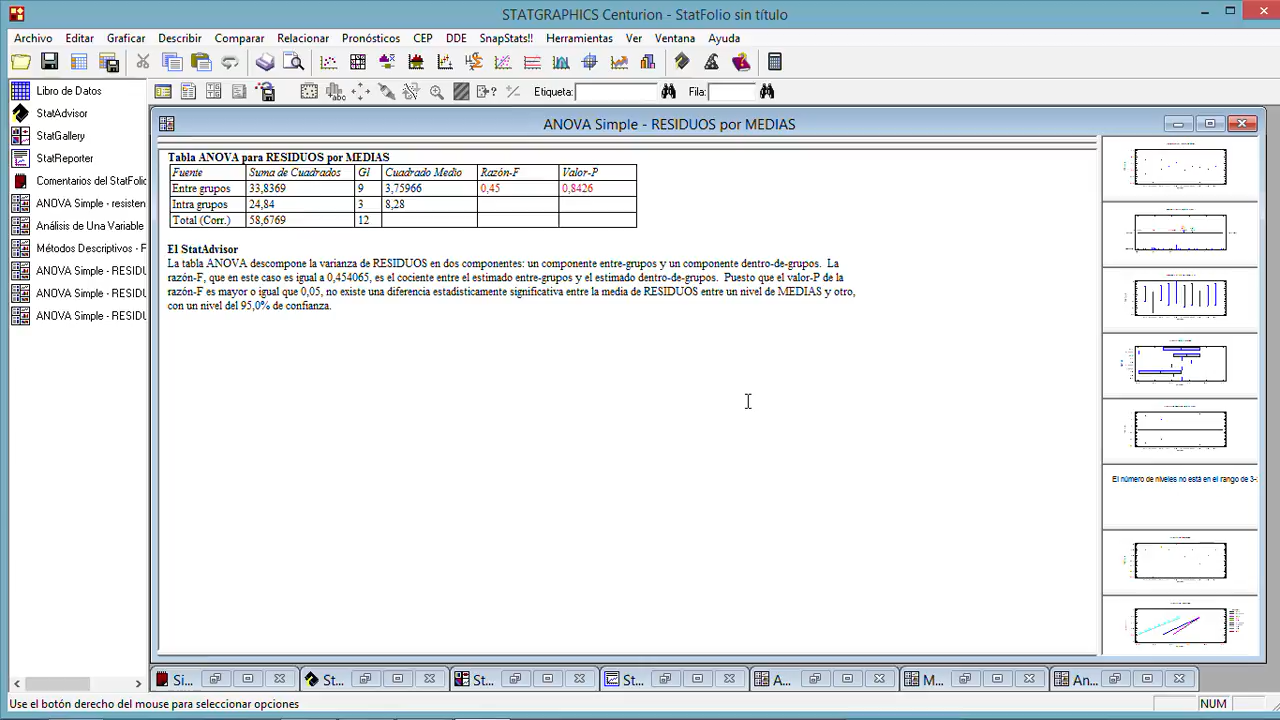 STATGRAPHICS Centurion - StatFolio sin título
Archivo Editar Graficar Describir Comparar Relacionar Pronósticos CEP DDE SnapStats!! Herramientas Ver Ventana Ayuda
Etiqueta: Fila:
Libro de Datos
StatAdvisor
StatGallery
StatReporter
Comentarios del StatFolio
ANOVA Simple - resisten
Análisis de Una Variable
Métodos Descriptivos - F
ANOVA Simple - RESID
ANOVA Simple - RESIDU
ANOVA Simple - RESIDU
ANOVA Simple - RESIDUOS por MEDIAS
Tabla ANOVA para RESIDUOS por MEDIAS
Fuente Suma de Cuadrados Gl Cuadrado Medio Razón-F Valor-P
Entre grupos 33,8369 9 3,75966 0,45 0,8426
Intra grupos 24,84 3 8,28
Total (Corr.) 58,6769 12
El StatAdvisor
La tabla ANOVA descompone la varianza de RESIDUOS en dos componentes: un componente entre-grupos y un componente dentro-de-grupos. La
razón-F, que en este caso es igual a 0,454065, es el cociente entre el estimado entre-grupos y el estimado dentro-de-grupos. Puesto que el valor-P de la
razón-F es mayor o igual que 0,05, no existe una diferencia estadísticamente significativa entre la media de RESIDUOS entre un nivel de MEDIAS y otro,
con un nivel del 95,0% de confianza.
El número de niveles no está en el rango de 3-
Si... St... St... St... A... M... An...
Use el botón derecho del mouse para seleccionar opciones
NUM